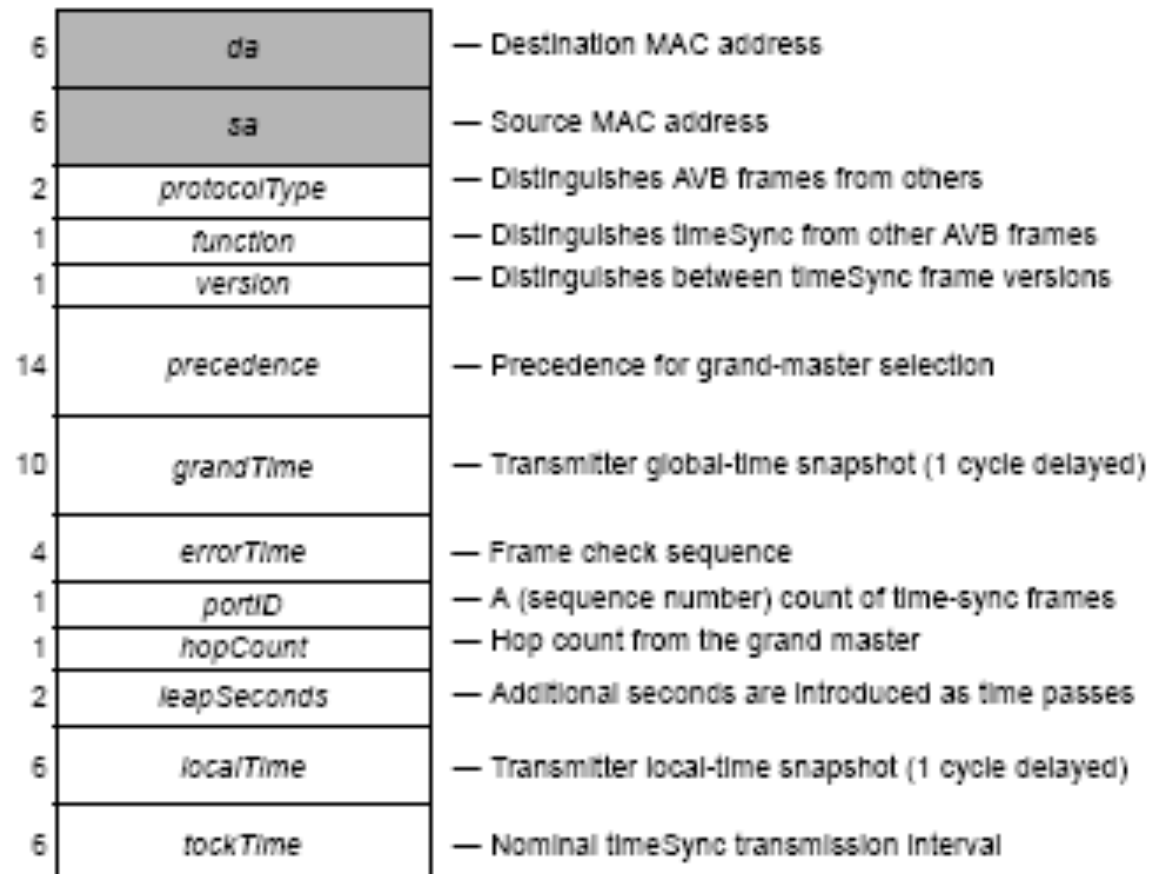 6 da — Destination MAC address
6 sa — Source MAC address
2 protocolType — Distinguishes AVB frames from others
1 function — Distinguishes timeSync from other AVB frames
1 version — Distinguishes between timeSync frame versions
14 precedence — Precedence for grand-master selection
10 grandTime — Transmitter global-time snapshot (1 cycle delayed)
4 errorTime — Frame check sequence
1 portID — A (sequence number) count of time-sync frames
1 hopCount — Hop count from the grand master
2 leapSeconds — Additional seconds are introduced as time passes
6 localTime — Transmitter local-time snapshot (1 cycle delayed)
6 tockTime — Nominal timeSync transmission interval